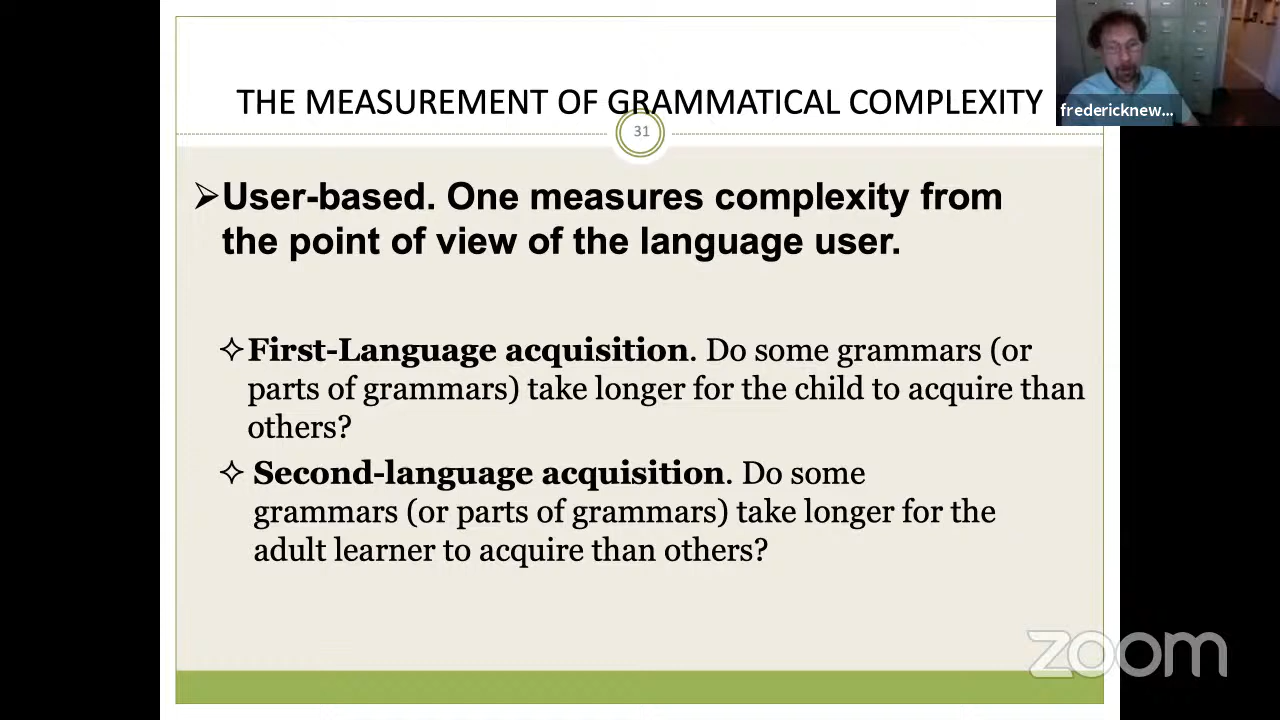 THE MEASUREMENT OF GRAMMATICAL COMPLEXITY
31
fredericknew...
➢User-based. One measures complexity from
the point of view of the language user.
✧First-Language acquisition. Do some grammars (or
parts of grammars) take longer for the child to acquire than
others?
✧ Second-language acquisition. Do some
grammars (or parts of grammars) take longer for the
adult learner to acquire than others?
zoom